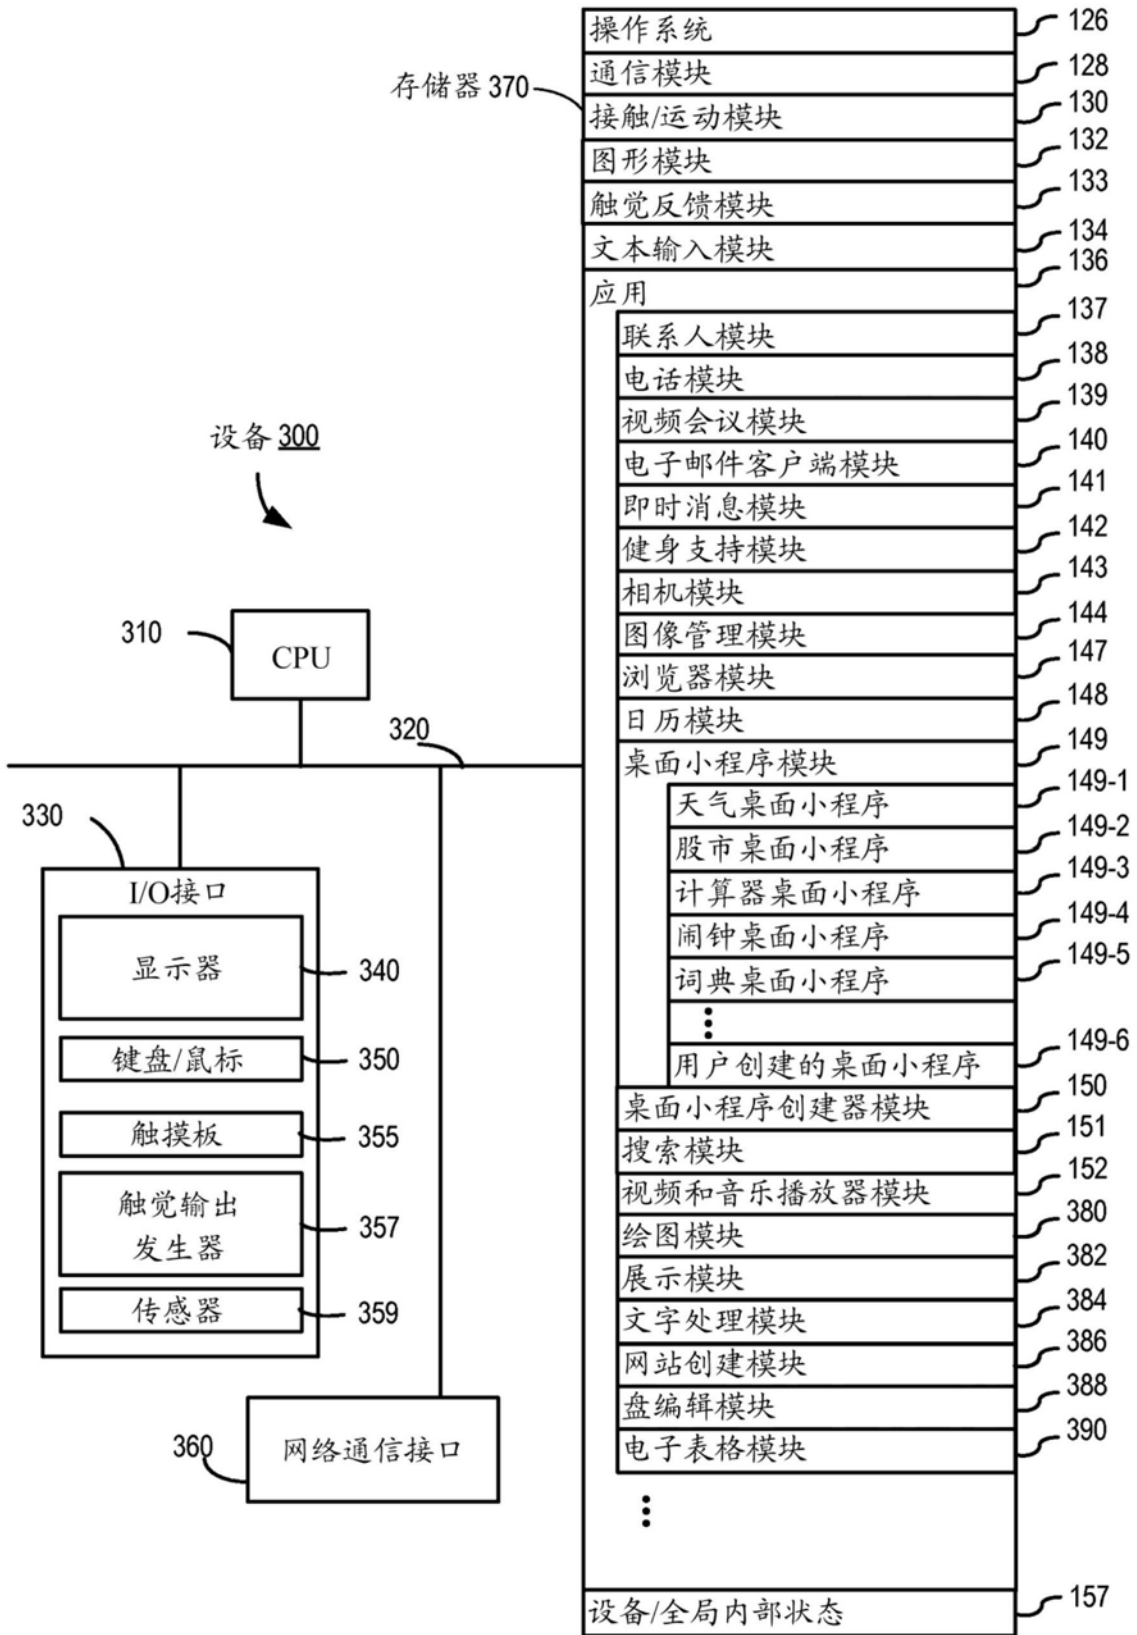 存储器 370
操作系统 126
通信模块 128
接触/运动模块 130
图形模块 132
触觉反馈模块 133
文本输入模块 134
应用 136
联系人模块 137
电话模块 138
视频会议模块 139
电子邮件客户端模块 140
即时消息模块 141
健身支持模块 142
相机模块 143
图像管理模块 144
浏览器模块 147
日历模块 148
桌面小程序模块 149
天气桌面小程序 149-1
股市桌面小程序 149-2
计算器桌面小程序 149-3
闹钟桌面小程序 149-4
词典桌面小程序 149-5
用户创建的桌面小程序 149-6
桌面小程序创建器模块 150
搜索模块 151
视频和音乐播放器模块 152
绘图模块 380
展示模块 382
文字处理模块 384
网站创建模块 386
盘编辑模块 388
电子表格模块 390
设备/全局内部状态 157
设备 300
310
CPU
320
330
I/O接口
显示器 340
键盘/鼠标 350
触摸板 355
触觉输出
发生器 357
传感器 359
360 网络通信接口